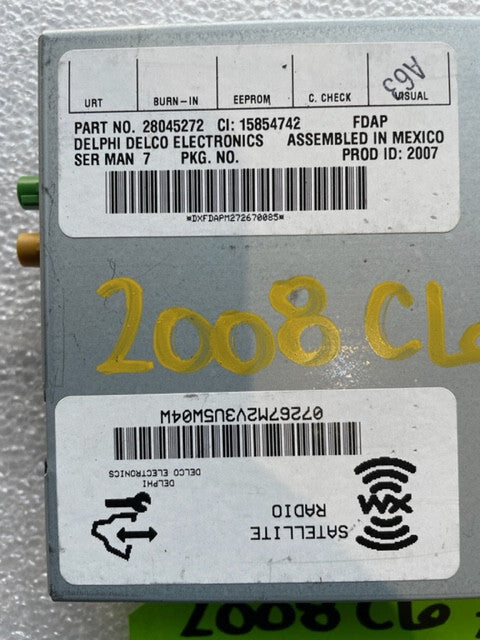 A63
URT BURN-IN EEPROM C. CHECK VISUAL
PART NO. 28045272 CI: 15854742 FDAP
DELPHI DELCO ELECTRONICS ASSEMBLED IN MEXICO
SER MAN 7 PKG. NO. PROD ID: 2007
*DXFDAPM272670085*
2008 CL
SATELLITE
RADIO
XM
DELPHI
DELCO ELECTRONICS
07267M2V3U5W04W
2008 CL